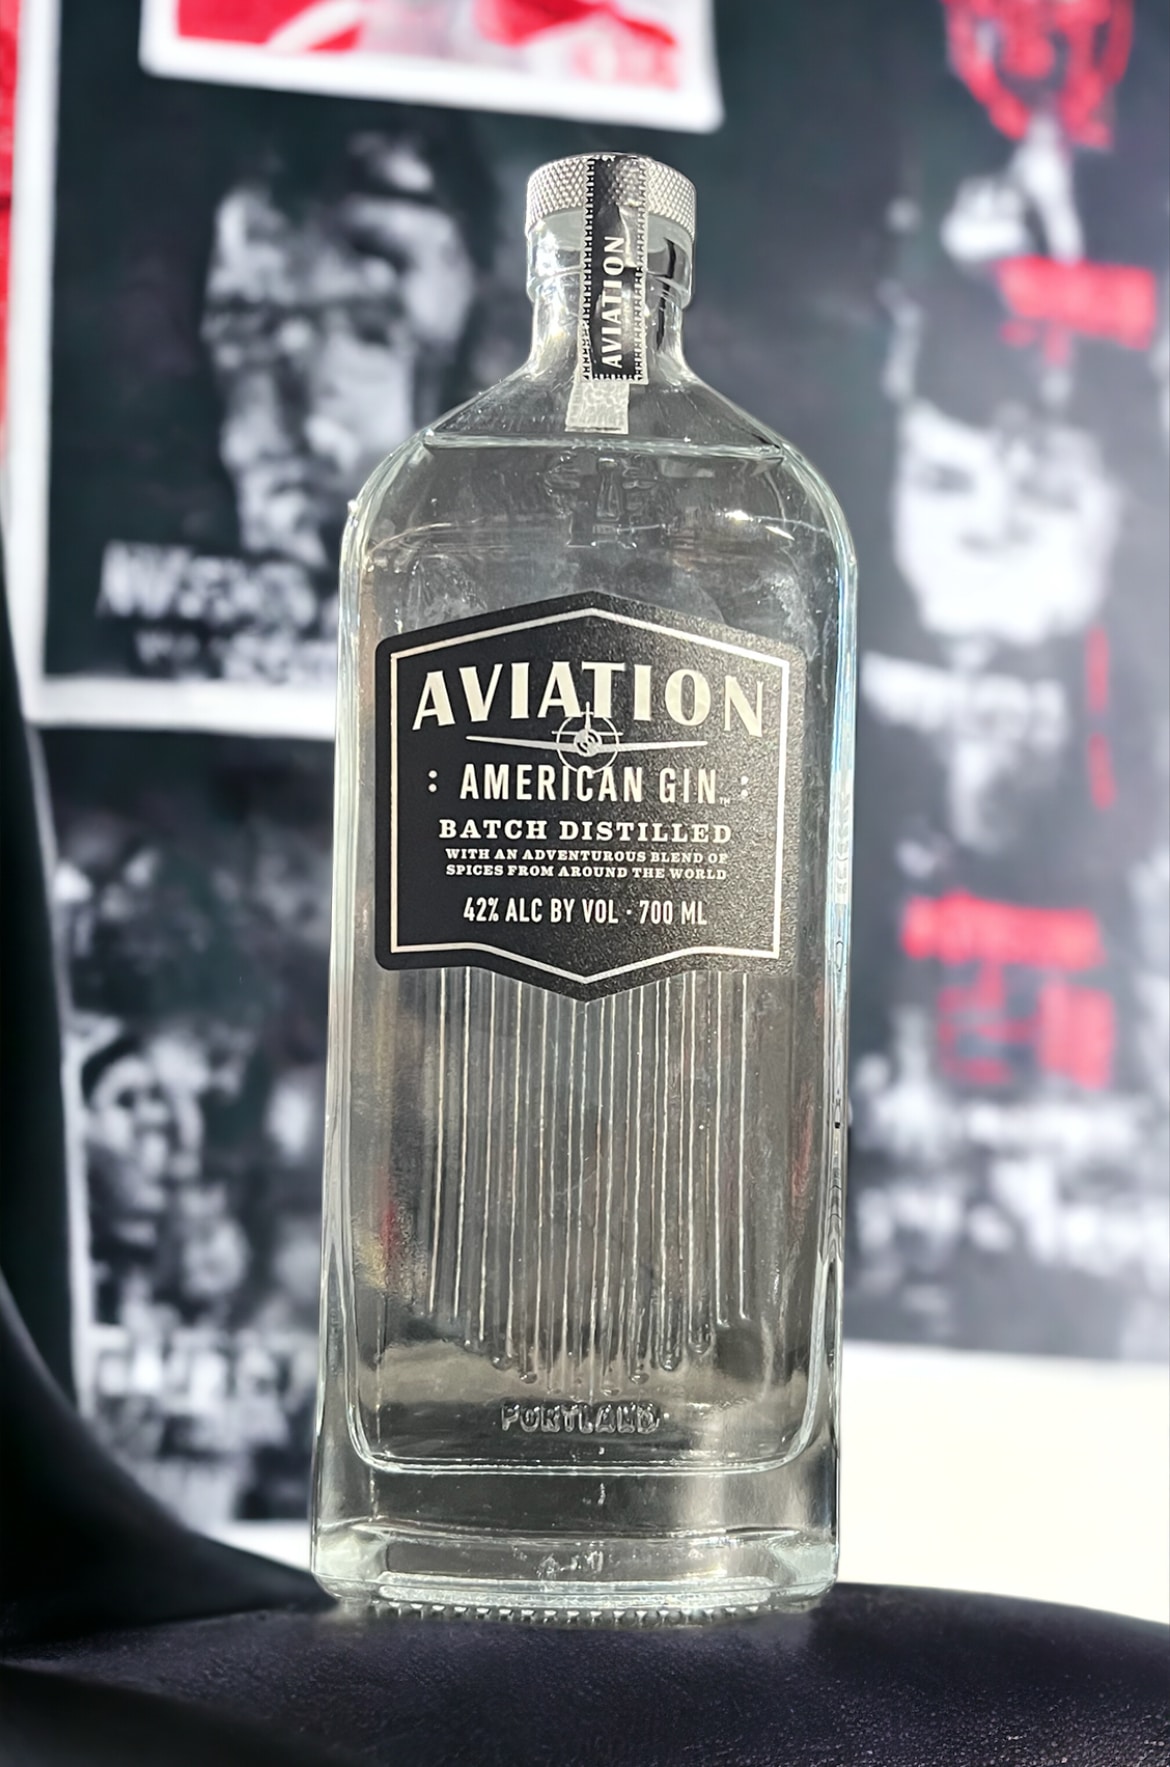 AVIATION
AVIATION
: AMERICAN GIN™ :
BATCH DISTILLED
WITH AN ADVENTUROUS BLEND OF
SPICES FROM AROUND THE WORLD
42% ALC BY VOL · 700 ML
PORTLAND